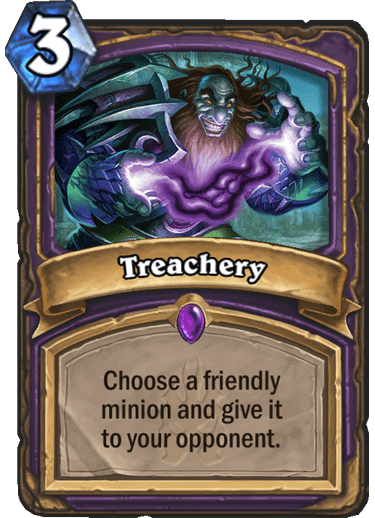 3
Treachery
Choose a friendly
minion and give it
to your opponent.